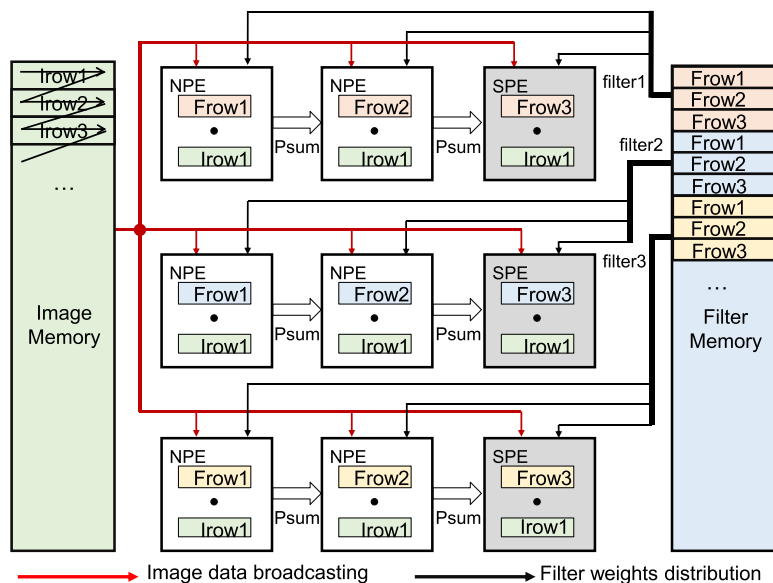 Irow1
Irow2
Irow3
...
Image
Memory
NPE
Frow1
•
Irow1
Psum
NPE
Frow2
•
Irow1
Psum
SPE
Frow3
•
Irow1
NPE
Frow1
•
Irow1
Psum
NPE
Frow2
•
Irow1
Psum
SPE
Frow3
•
Irow1
NPE
Frow1
•
Irow1
Psum
NPE
Frow2
•
Irow1
Psum
SPE
Frow3
•
Irow1
filter1
filter2
filter3
Frow1
Frow2
Frow3
Frow1
Frow2
Frow3
Frow1
Frow2
Frow3
...
Filter
Memory
Image data broadcasting
Filter weights distribution